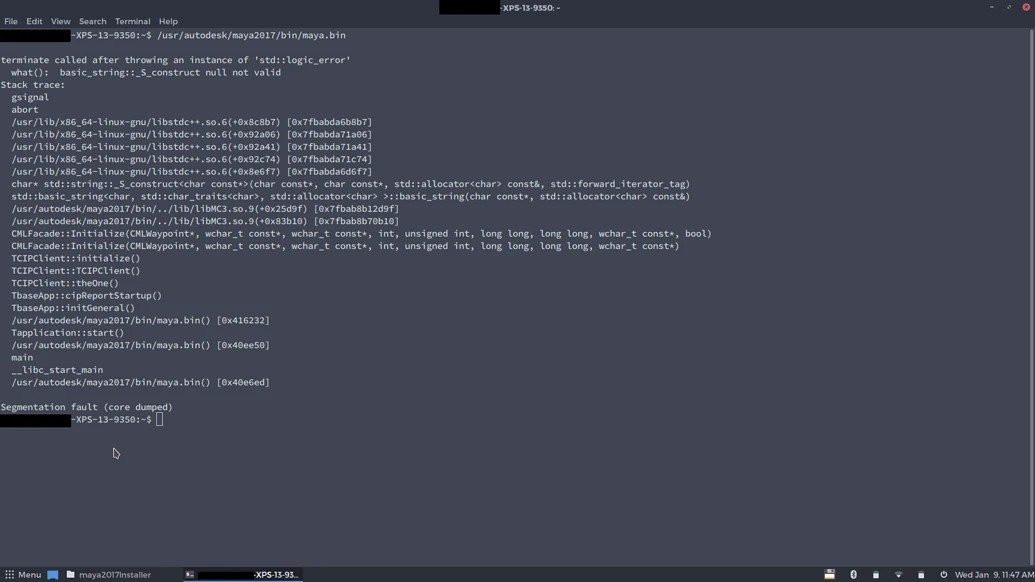 -XPS-13-9350: ~
File Edit View Search Terminal Help
-XPS-13-9350:~$ /usr/autodesk/maya2017/bin/maya.bin
terminate called after throwing an instance of 'std::logic_error'
what(): basic_string::_S_construct null not valid
Stack trace:
gsignal
abort
/usr/lib/x86_64-linux-gnu/libstdc++.so.6(+0x8c8b7) [0x7fbabda6b8b7]
/usr/lib/x86_64-linux-gnu/libstdc++.so.6(+0x92a06) [0x7fbabda71a06]
/usr/lib/x86_64-linux-gnu/libstdc++.so.6(+0x92a41) [0x7fbabda71a41]
/usr/lib/x86_64-linux-gnu/libstdc++.so.6(+0x92c74) [0x7fbabda71c74]
/usr/lib/x86_64-linux-gnu/libstdc++.so.6(+0x8e6f7) [0x7fbabda6d6f7]
char* std::string::_S_construct<char const*>(char const*, char const*, std::allocator<char> const&, std::forward_iterator_tag)
std::basic_string<char, std::char_traits<char>, std::allocator<char> >::basic_string(char const*, std::allocator<char> const&)
/usr/autodesk/maya2017/bin/../lib/libMC3.so.9(+0x25d9f) [0x7fbab8b12d9f]
/usr/autodesk/maya2017/bin/../lib/libMC3.so.9(+0x83b10) [0x7fbab8b70b10]
CMLFacade::Initialize(CMLWaypoint*, wchar_t const*, wchar_t const*, int, unsigned int, long long, long long, wchar_t const*, bool)
CMLFacade::Initialize(CMLWaypoint*, wchar_t const*, wchar_t const*, int, unsigned int, long long, long long, wchar_t const*)
TCIPClient::initialize()
TCIPClient::TCIPClient()
TCIPClient::theOne()
TbaseApp::cipReportStartup()
TbaseApp::initGeneral()
/usr/autodesk/maya2017/bin/maya.bin() [0x416232]
Tapplication::start()
/usr/autodesk/maya2017/bin/maya.bin() [0x40ee50]
main
__libc_start_main
/usr/autodesk/maya2017/bin/maya.bin() [0x40e6ed]
Segmentation fault (core dumped)
-XPS-13-9350:~$
Menu maya2017Installer -XPS-13-93... Wed Jan 9, 11:47 AM